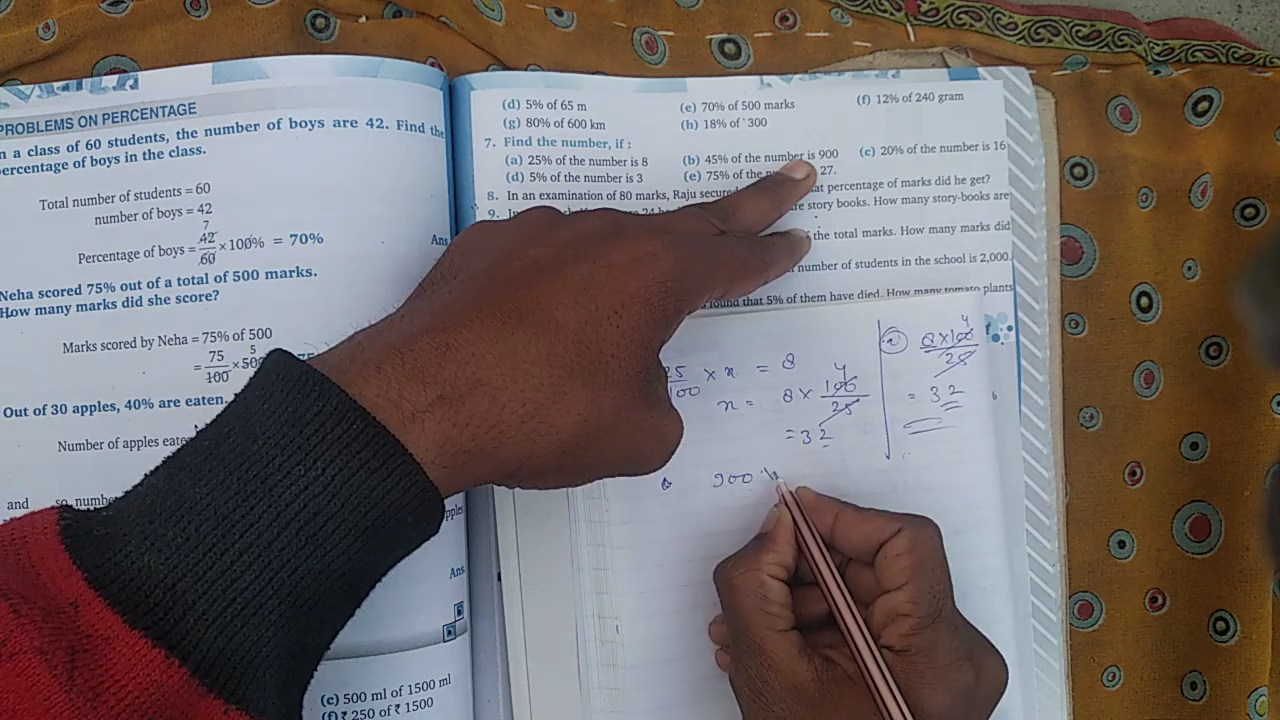 PROBLEMS ON PERCENTAGE
n a class of 60 students, the number of boys are 42. Find the
ercentage of boys in the class.
Total number of students = 60
number of boys = 42
7
Percentage of boys = 42/60 × 100% = 70%
Ans
Neha scored 75% out of a total of 500 marks.
How many marks did she score?
Marks scored by Neha = 75% of 500
5
= 75/100 ×
Out of 30 apples, 40% are eaten.
Number of apples eate
and
so numbe
pples
Ans
(c) 500 ml of 1500 ml
(f) ₹ 250 of ₹ 1500
(d) 5% of 65 m (e) 70% of 500 marks (f) 12% of 240 gram
(g) 80% of 600 km (h) 18% of 300
7. Find the number, if :
(a) 25% of the number is 8 (b) 45% of the number is 900 (c) 20% of the number is 16
(d) 5% of the number is 3 (e) 75% of the 27.
8. In an examination of 80 marks, Raju secured at percentage of marks did he get?
9. re story books. How many story-books are
the total marks. How many marks did
number of students in the school is 2,000.
found that 5% of them have died. How many tomato plants
25/100 × x = 8
4
x = 8 × 100/25
= 32
(a) 8×100/25
4
= 32
b 900